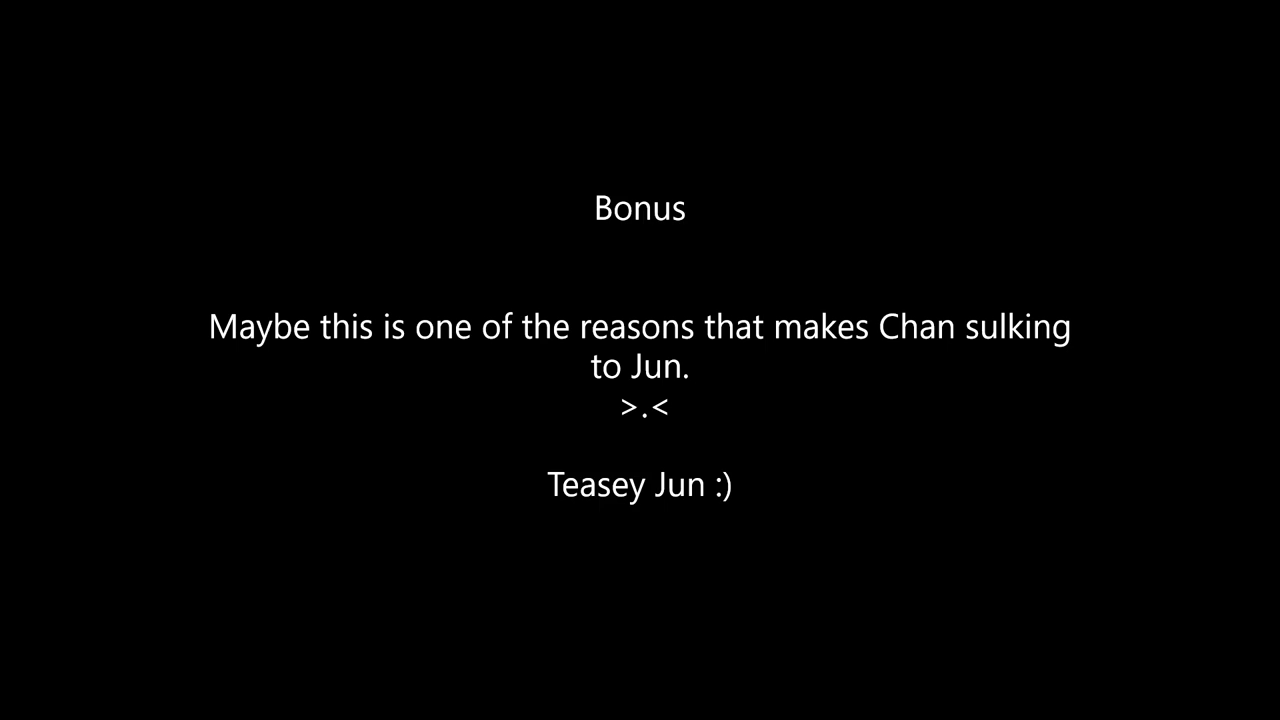 Bonus
Maybe this is one of the reasons that makes Chan sulking
to Jun.
>.<
Teasey Jun :)